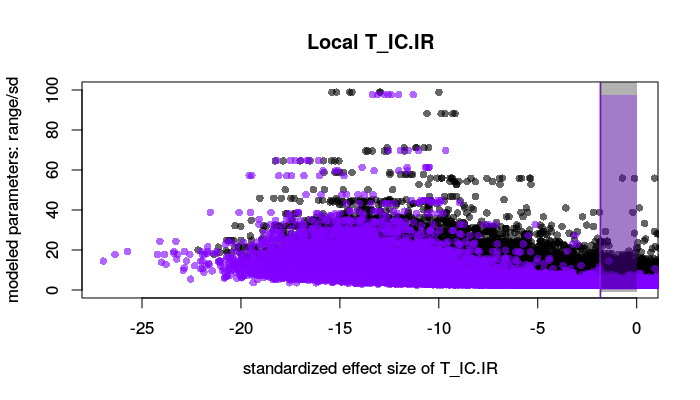 Local T_IC.IR
modeled parameters: range/sd
100
80
60
40
20
0
-25 -20 -15 -10 -5 0
standardized effect size of T_IC.IR